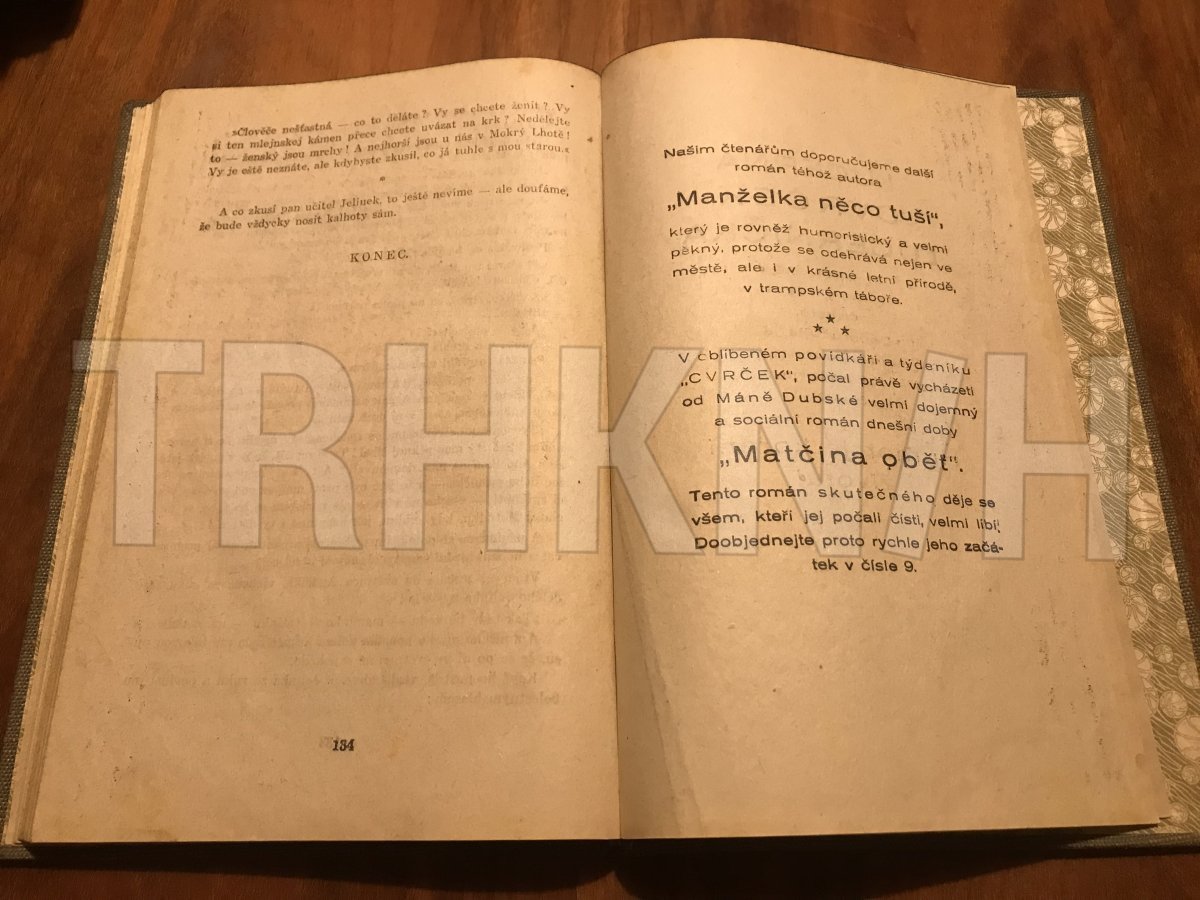 »Člověče nešťastná — co to děláte? Vy se chcete ženit? Vy
si ten mlejnskej kámen přece chcete uvázat na krk? Nedělejte
to — ženský jsou mrchy! A nejhorší jsou u nás v Mokrý Lhotě!
Vy je eště neznáte, ale kdybyste zkusil, co já tuhle s mou starou.«
*
A co zkusí pan učitel Jelínek, to ještě nevíme — ale doufáme,
že bude vždycky nosit kalhoty sám.
KONEC.
134
Našim čtenářům doporučujeme další
román téhož autora
„Manželka něco tuší“,
který je rovněž humoristický a velmi
pěkný, protože se odehrává nejen ve
městě, ale i v krásné letní přírodě,
v trampském táboře.
V oblíbeném povídkáři a týdeníku
„CVRČEK“, počal právě vycházeti
od Máně Dubské velmi dojemný
a sociální román dnešní doby
„Matčina oběť“.
Tento román skutečného děje se
všem, kteří jej počali čísti, velmi líbí.
Doobjednejte proto rychle jeho začá-
tek v čísle 9.
TRHKNIH